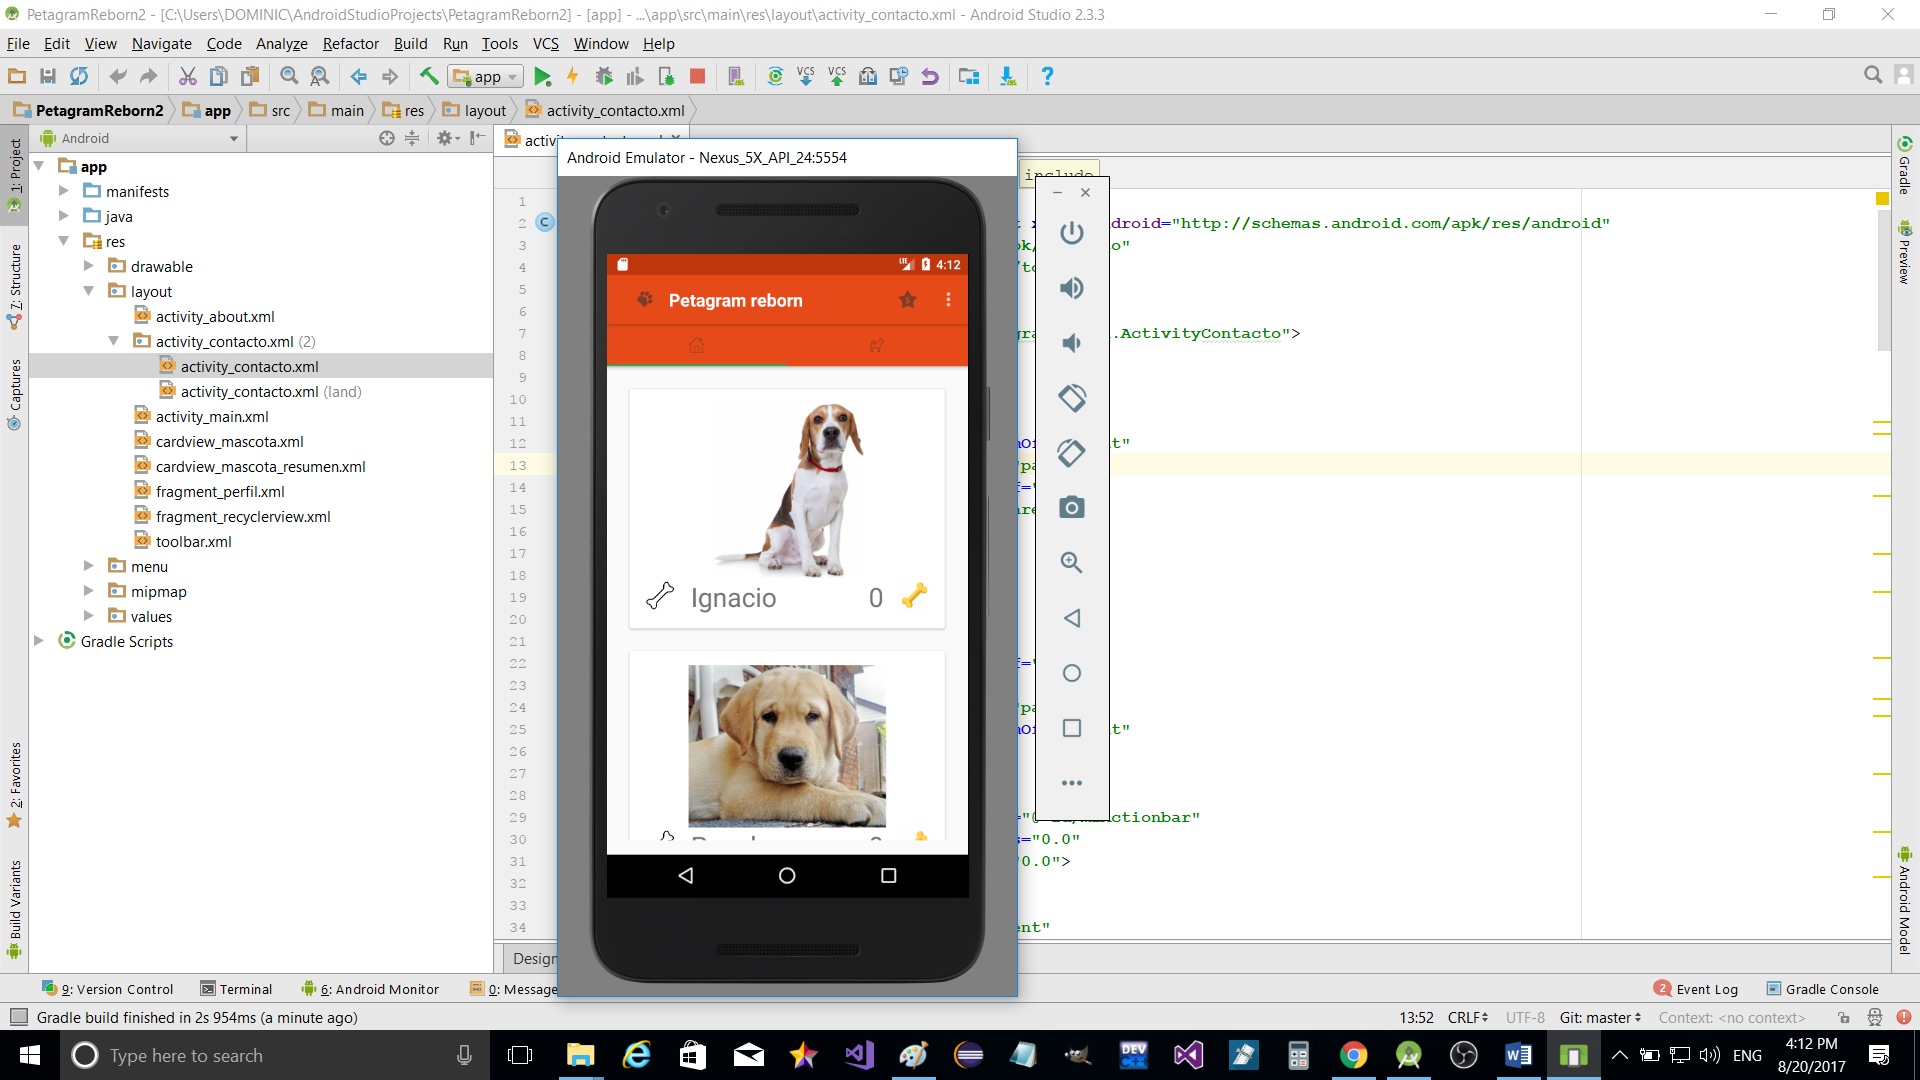 PetagramReborn2 - [C:\Users\DOMINIC\AndroidStudioProjects\PetagramReborn2] - [app] - ...\app\src\main\res\layout\activity_contacto.xml - Android Studio 2.3.3
File Edit View Navigate Code Analyze Refactor Build Run Tools VCS Window Help
app
VCS VCS
PetagramReborn2 app src main res layout activity_contacto.xml
Android
Android Emulator - Nexus_5X_API_24:5554
include
1: Project
7: Structure
Captures
2: Favorites
Build Variants
app
manifests
java
res
drawable
layout
activity_about.xml
activity_contacto.xml (2)
activity_contacto.xml
activity_contacto.xml (land)
activity_main.xml
cardview_mascota.xml
cardview_mascota_resumen.xml
fragment_perfil.xml
fragment_recyclerview.xml
toolbar.xml
menu
mipmap
values
Gradle Scripts
1
2
3
4
5
6
7
8
9
10
11
12
13
14
15
16
17
18
19
20
21
22
23
24
25
26
27
28
29
30
31
32
33
34
LTE 4:12
Petagram reborn
Ignacio 0
="http://schemas.android.com/apk/res/android"
.ActivityContacto">
="0.0"
"0.0">
Gradle
Preview
Android Model
Design
9: Version Control Terminal 6: Android Monitor 0: Message
2 Event Log Gradle Console
Gradle build finished in 2s 954ms (a minute ago)
13:52 CRLF UTF-8 Git: master Context: <no context>
Type here to search
DEV
ENG
4:12 PM
8/20/2017